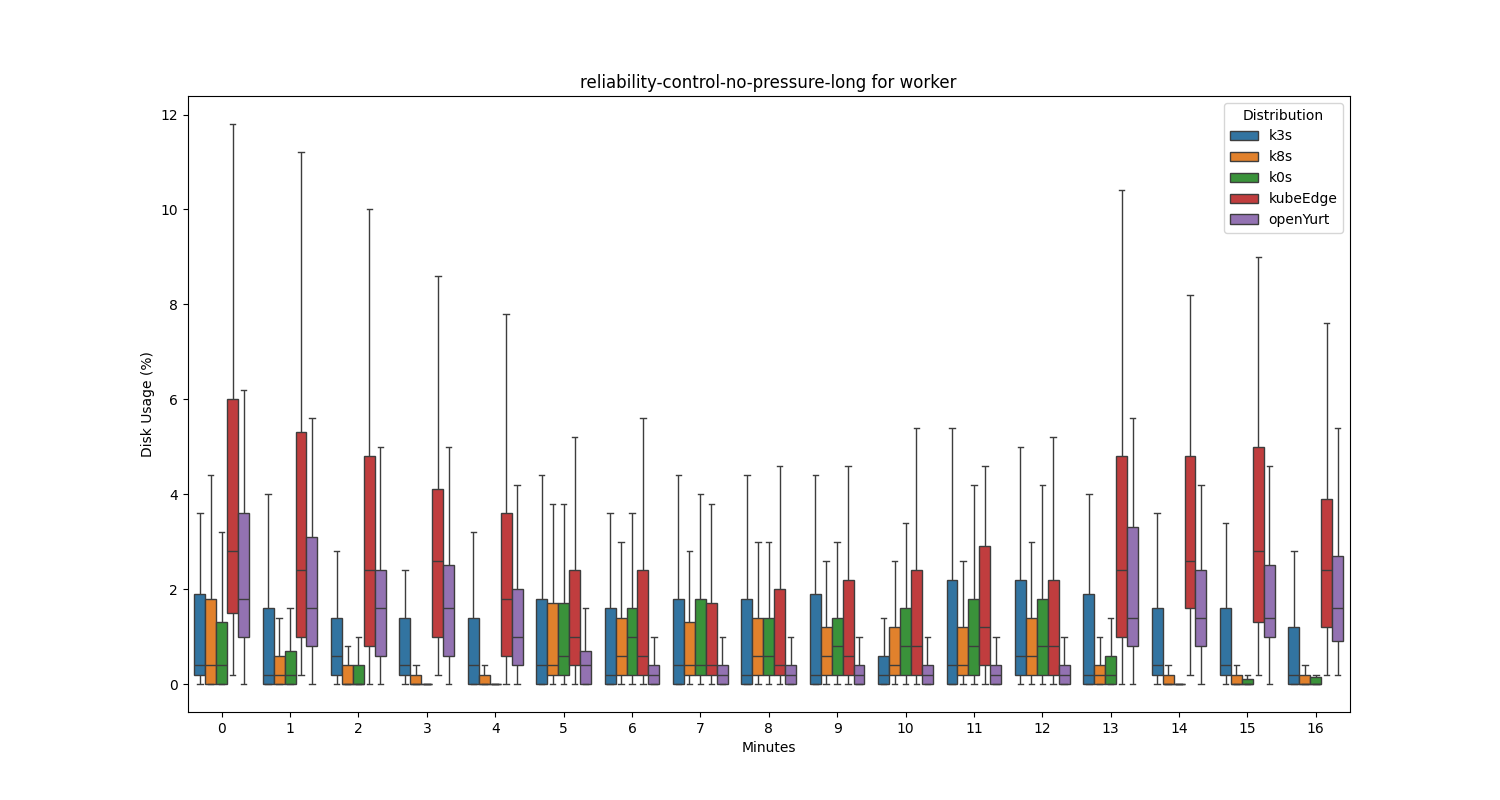 reliability-control-no-pressure-long for worker
Distribution
k3s
k8s
k0s
kubeEdge
openYurt
Disk Usage (%)
12
10
8
6
4
2
0
0 1 2 3 4 5 6 7 8 9 10 11 12 13 14 15 16
Minutes